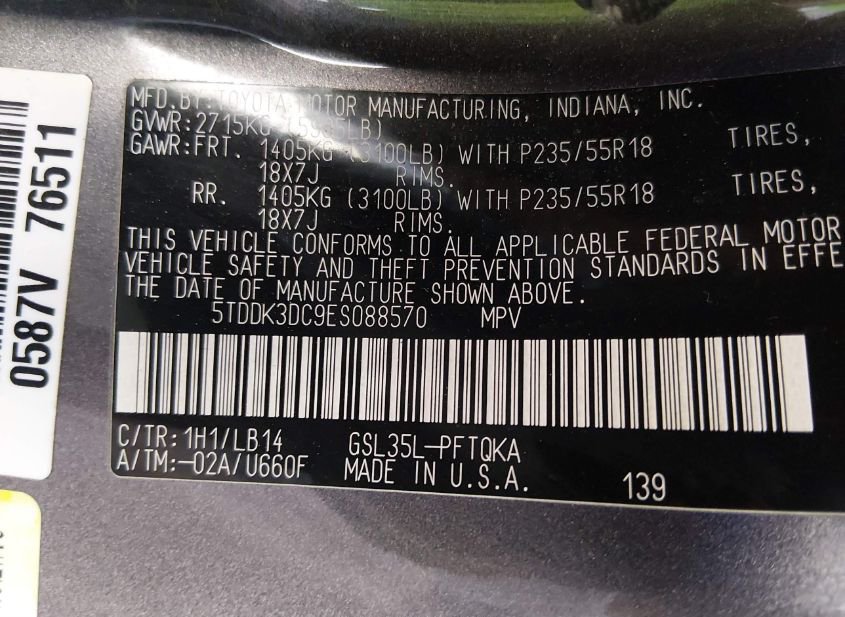 MFD.BY:TOYOTA MOTOR MANUFACTURING, INDIANA, INC.
GVWR:2715KG LB)
GAWR:FRT. 1405KG (3100LB) WITH P235/55R18 TIRES,
18X7J RIMS.
RR. 1405KG (3100LB) WITH P235/55R18 TIRES,
18X7J RIMS.
THIS VEHICLE CONFORMS TO ALL APPLICABLE FEDERAL MOTOR
VEHICLE SAFETY AND THEFT PREVENTION STANDARDS IN EFFE
THE DATE OF MANUFACTURE SHOWN ABOVE.
5TDDK3DC9ES088570 MPV
C/TR:1H1/LB14 GSL35L-PFTQKA
A/TM:-02A/U660F MADE IN U.S.A.
139
0587V 76511